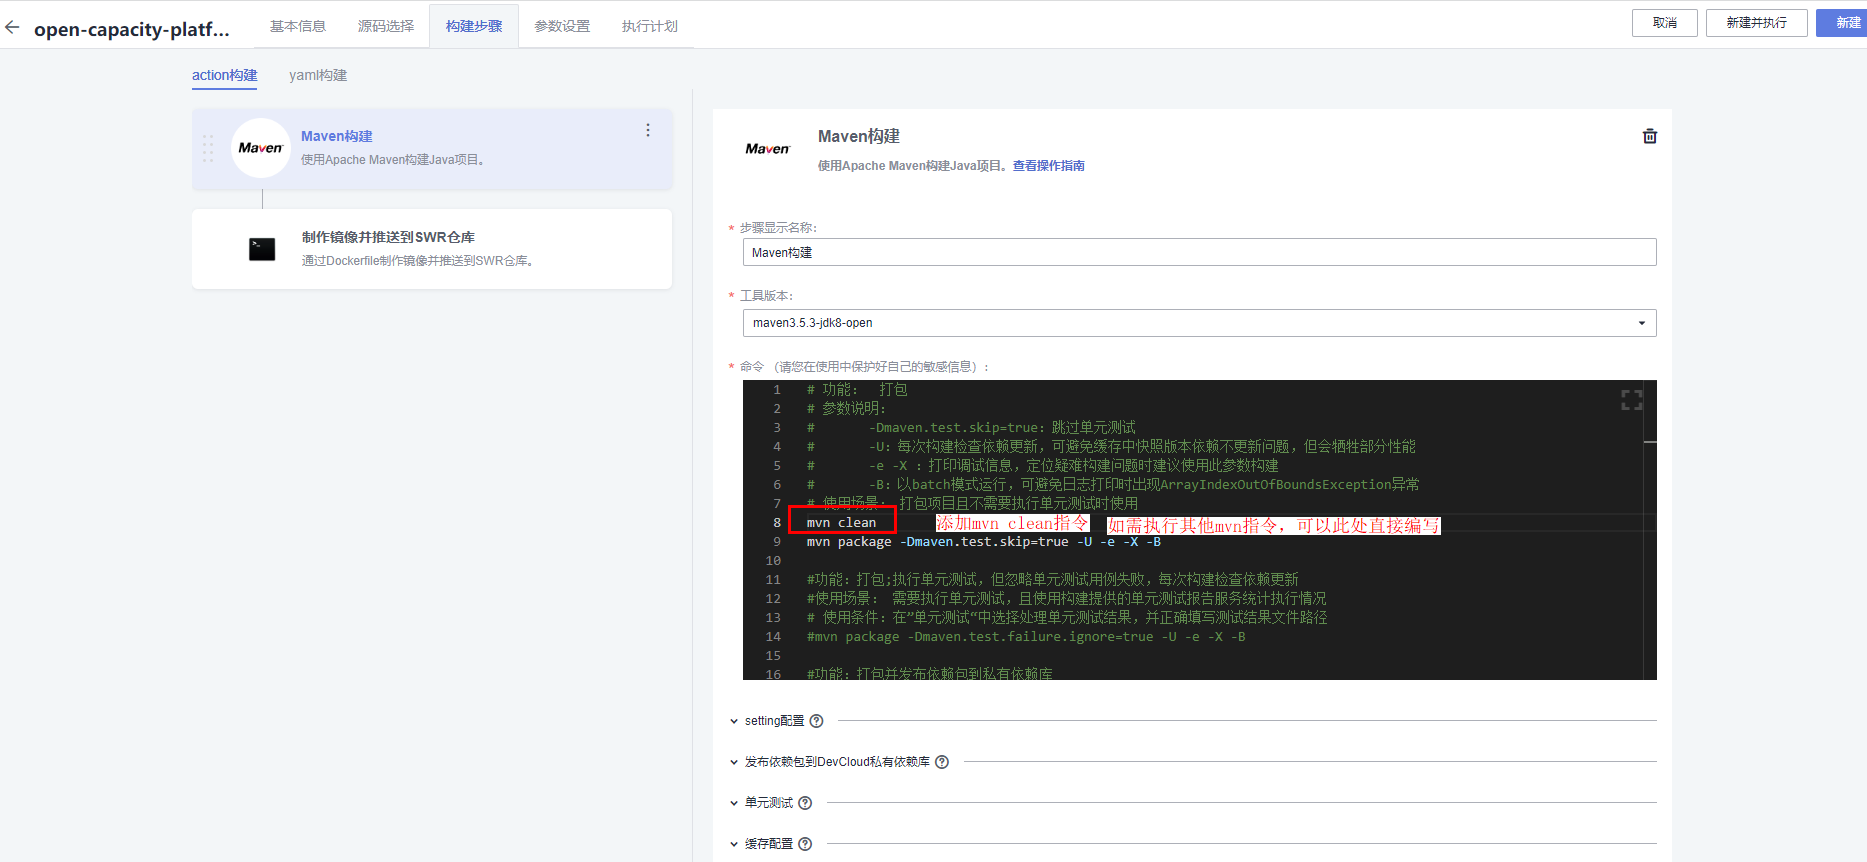 open-capacity-platf...
基本信息
源码选择
构建步骤
参数设置
执行计划
取消
新建并执行
新建
action构建
yaml构建
Maven
Maven构建
使用Apache Maven构建Java项目。
制作镜像并推送到SWR仓库
通过Dockerfile制作镜像并推送到SWR仓库。
Maven
Maven构建
使用Apache Maven构建Java项目。查看操作指南
* 步骤显示名称:
Maven构建
* 工具版本:
maven3.5.3-jdk8-open
* 命令 （请您在使用中保护好自己的敏感信息）:
1 # 功能： 打包
2 # 参数说明：
3 # -Dmaven.test.skip=true：跳过单元测试
4 # -U：每次构建检查依赖更新，可避免缓存中快照版本依赖不更新问题，但会牺牲部分性能
5 # -e -X ：打印调试信息，定位疑难构建问题时建议使用此参数构建
6 # -B：以batch模式运行，可避免日志打印时出现ArrayIndexOutOfBoundsException异常
7 # 使用场景： 打包项目且不需要执行单元测试时使用
8 mvn clean
添加mvn clean指令
如需执行其他mvn指令，可以此处直接编写
9 mvn package -Dmaven.test.skip=true -U -e -X -B
10
11 #功能：打包;执行单元测试，但忽略单元测试用例失败，每次构建检查依赖更新
12 #使用场景： 需要执行单元测试，且使用构建提供的单元测试报告服务统计执行情况
13 # 使用条件：在”单元测试“中选择处理单元测试结果，并正确填写测试结果文件路径
14 #mvn package -Dmaven.test.failure.ignore=true -U -e -X -B
15
16 #功能：打包并发布依赖包到私有依赖库
setting配置
发布依赖包到DevCloud私有依赖库
单元测试
缓存配置